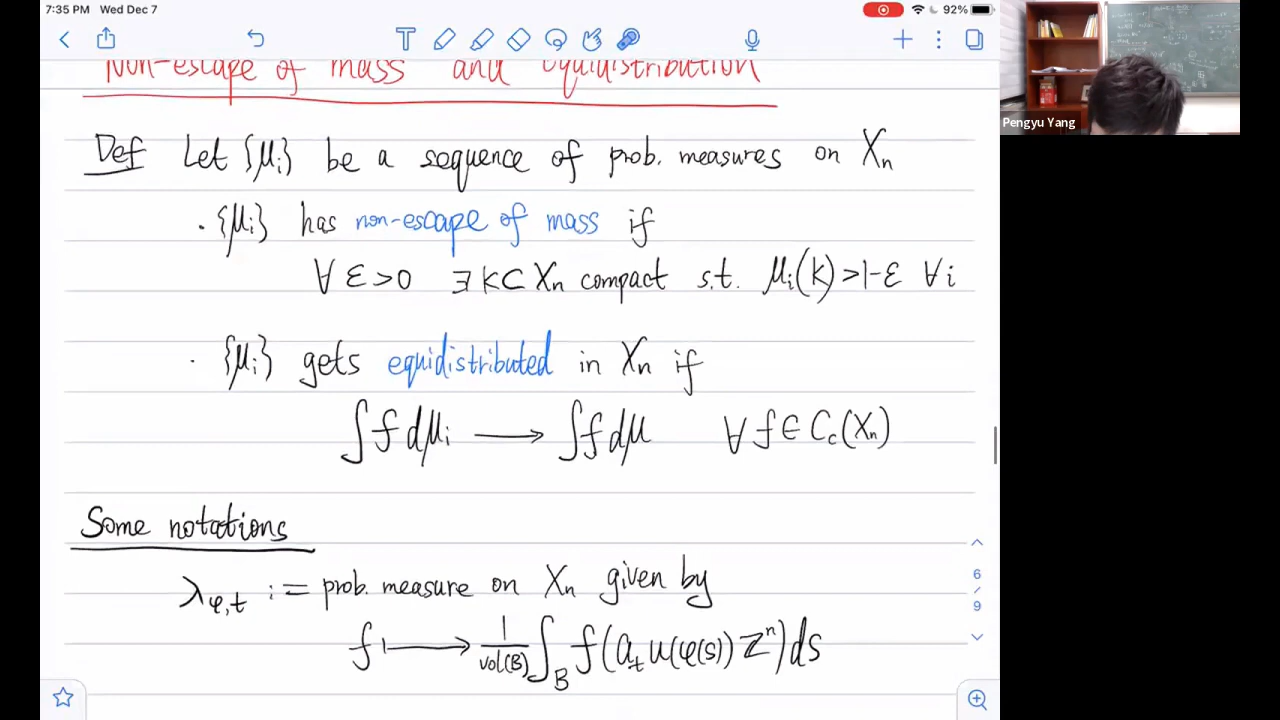 7:35 PM Wed Dec 7
92%
Non-escape of mass and equidistribution
Def Let {μi} be a sequence of prob. measures on Xn
· {μi} has non-escape of mass if
∀ ε>0 ∃ K⊂ Xn compact s.t. μi(K)>1-ε ∀i
· {μi} gets equidistributed in Xn if
∫f dμi ⟶ ∫f dμ ∀ f∈ Cc(Xn)
Some notations
λφ,t := prob. measure on Xn given by
f ⟼ 1/vol(B) ∫B f(at u(φ(s)) ℤ^n) ds
6
/
9
Pengyu Yang